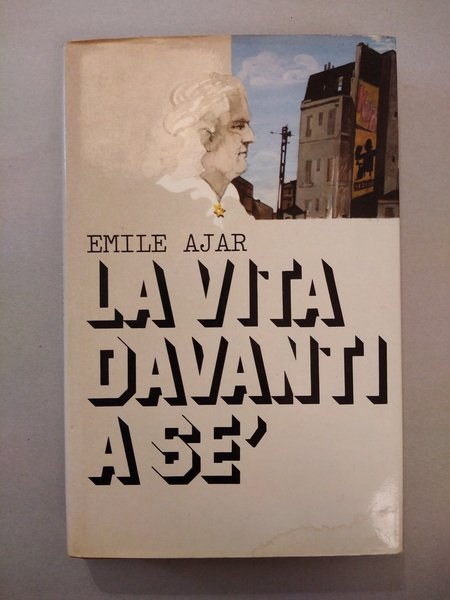 EMILE AJAR
LA VITA
DAVANTI
A SE'